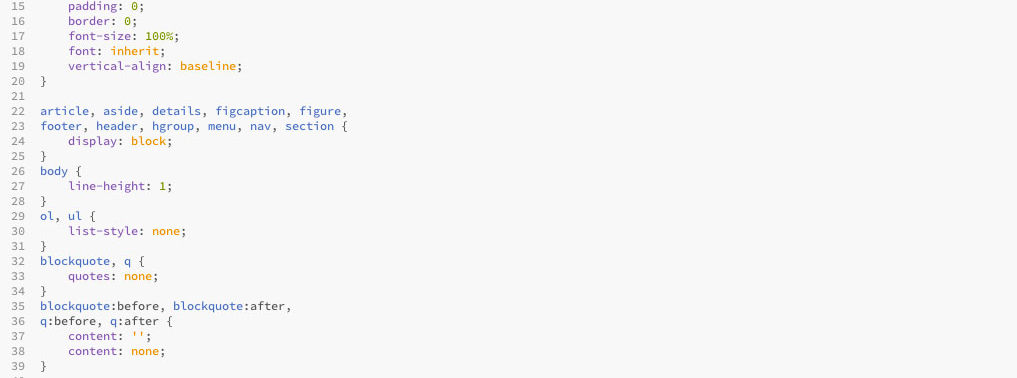 15 padding: 0;
16 border: 0;
17 font-size: 100%;
18 font: inherit;
19 vertical-align: baseline;
20 }
21
22 article, aside, details, figcaption, figure,
23 footer, header, hgroup, menu, nav, section {
24 display: block;
25 }
26 body {
27 line-height: 1;
28 }
29 ol, ul {
30 list-style: none;
31 }
32 blockquote, q {
33 quotes: none;
34 }
35 blockquote:before, blockquote:after,
36 q:before, q:after {
37 content: '';
38 content: none;
39 }